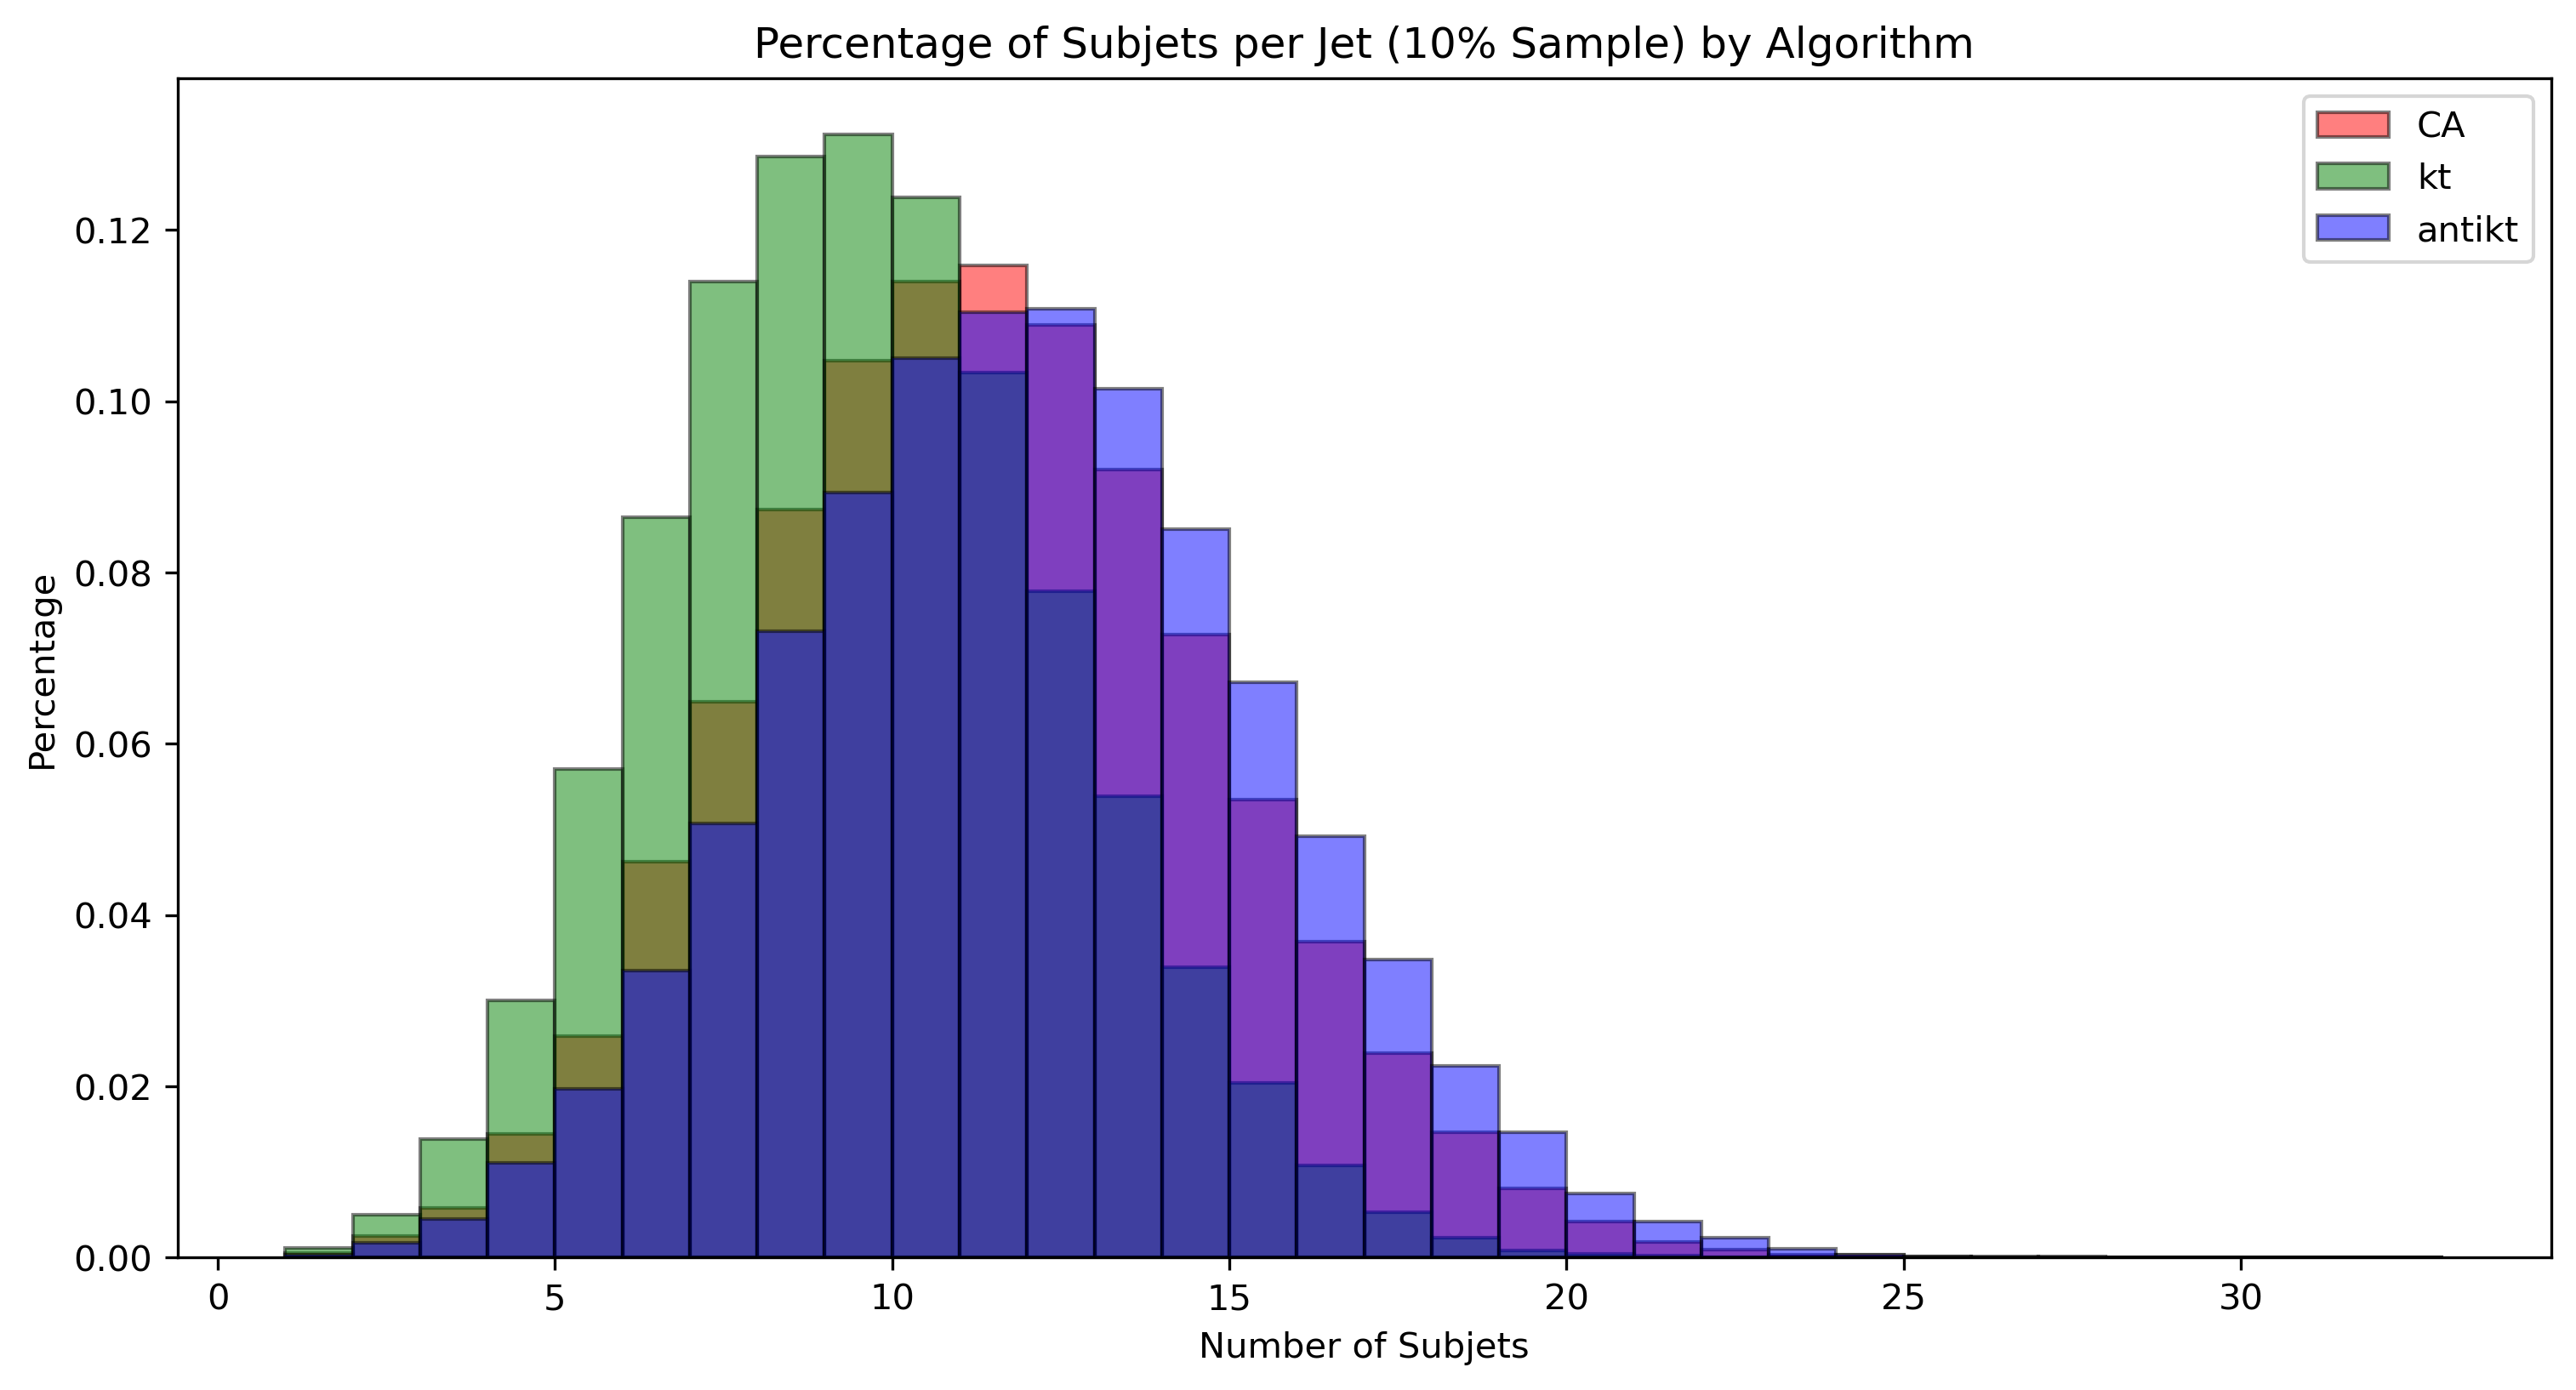 Percentage of Subjets per Jet (10% Sample) by Algorithm
CA
kt
antikt
Percentage
0.12
0.10
0.08
0.06
0.04
0.02
0.00
0 5 10 15 20 25 30
Number of Subjets